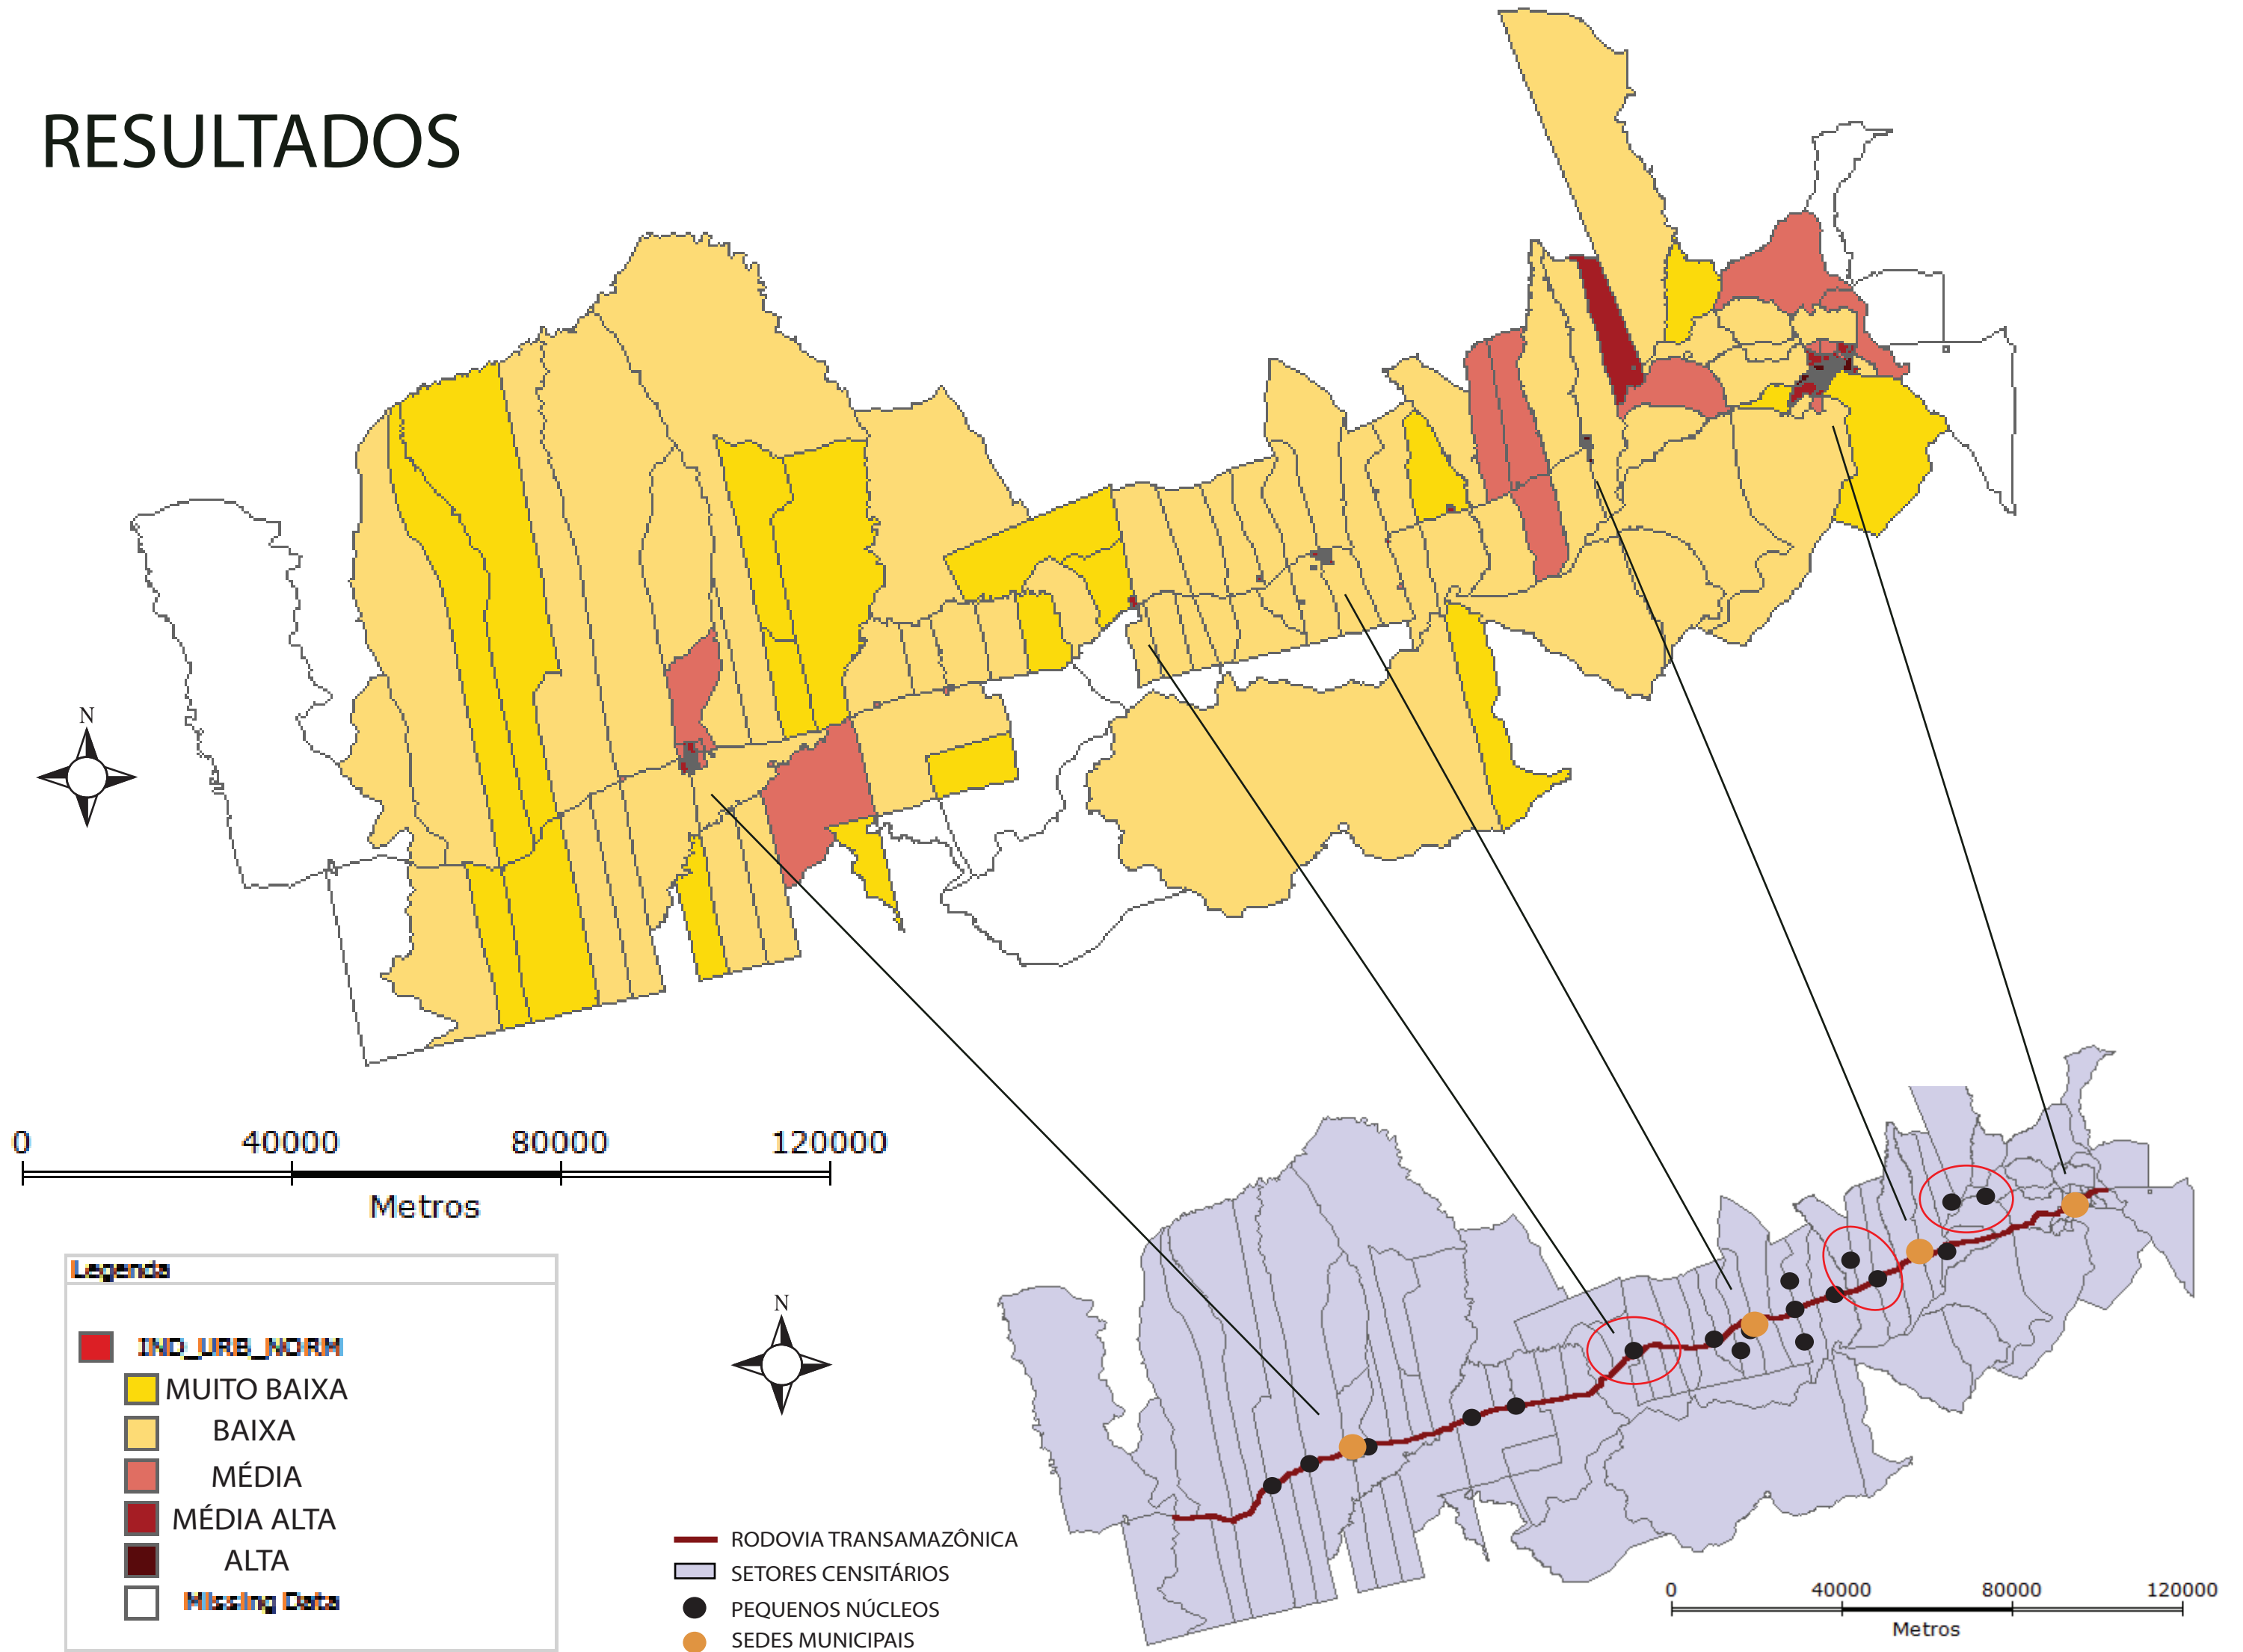 RESULTADOS
N
0 40000 80000 120000
Metros
Legenda
IND_URB_NORM
MUITO BAIXA
BAIXA
MÉDIA
MÉDIA ALTA
ALTA
Missing Data
N
RODOVIA TRANSAMAZÔNICA
SETORES CENSITÁRIOS
PEQUENOS NÚCLEOS
SEDES MUNICIPAIS
0 40000 80000 120000
Metros